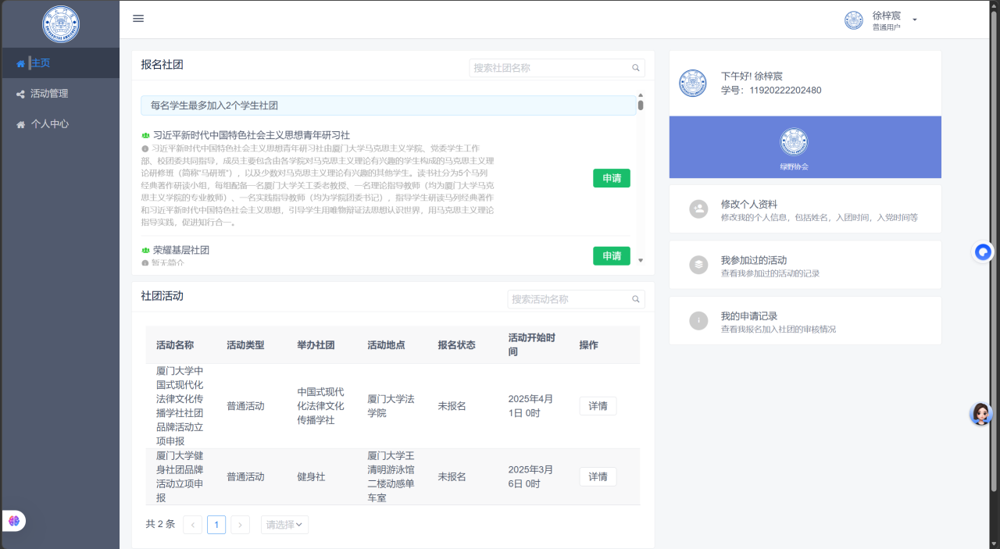 主页
活动管理
个人中心
徐梓宸
普通用户
报名社团
搜索社团名称
每名学生最多加入2个学生社团
习近平新时代中国特色社会主义思想青年研习社
习近平新时代中国特色社会主义思想青年研习社由厦门大学马克思主义学院、党委学生工作
部、校团委共同指导，成员主要包含由各学院对马克思主义理论有兴趣的学生构成的马克思主义理
论研修班（简称“马研班”），以及少数对马克思主义理论有兴趣的其他学生。读书社分为5个马列
经典著作研读小组，每组配备一名厦门大学关工委老教授、一名理论指导教师（均为厦门大学马克
思主义学院的专业教师）、一名实践指导教师（均为学院团委书记），指导学生研读马列经典著作
和习近平新时代中国特色社会主义思想，引导学生用唯物辩证法思想认识世界，用马克思主义理论
指导实践，促进知行合一。
申请
荣耀基层社团
暂无简介
申请
社团活动
搜索活动名称
活动名称
活动类型
举办社团
活动地点
报名状态
活动开始时
间
操作
厦门大学中
国式现代化
法律文化传
播学社社团
品牌活动立
项申报
普通活动
中国式现代
化法律文化
传播学社
厦门大学法
学院
未报名
2025年4月
1日 0时
详情
厦门大学健
身社团品牌
活动立项申
报
普通活动
健身社
厦门大学王
清明游泳馆
二楼动感单
车室
未报名
2025年3月
6日 0时
详情
共 2 条
1
请选择
下午好! 徐梓宸
学号：11920222202480
绿野协会
修改个人资料
修改我的个人信息，包括姓名，入团时间，入党时间等
我参加过的活动
查看我参加过的活动的记录
我的申请记录
查看我报名加入社团的审核情况